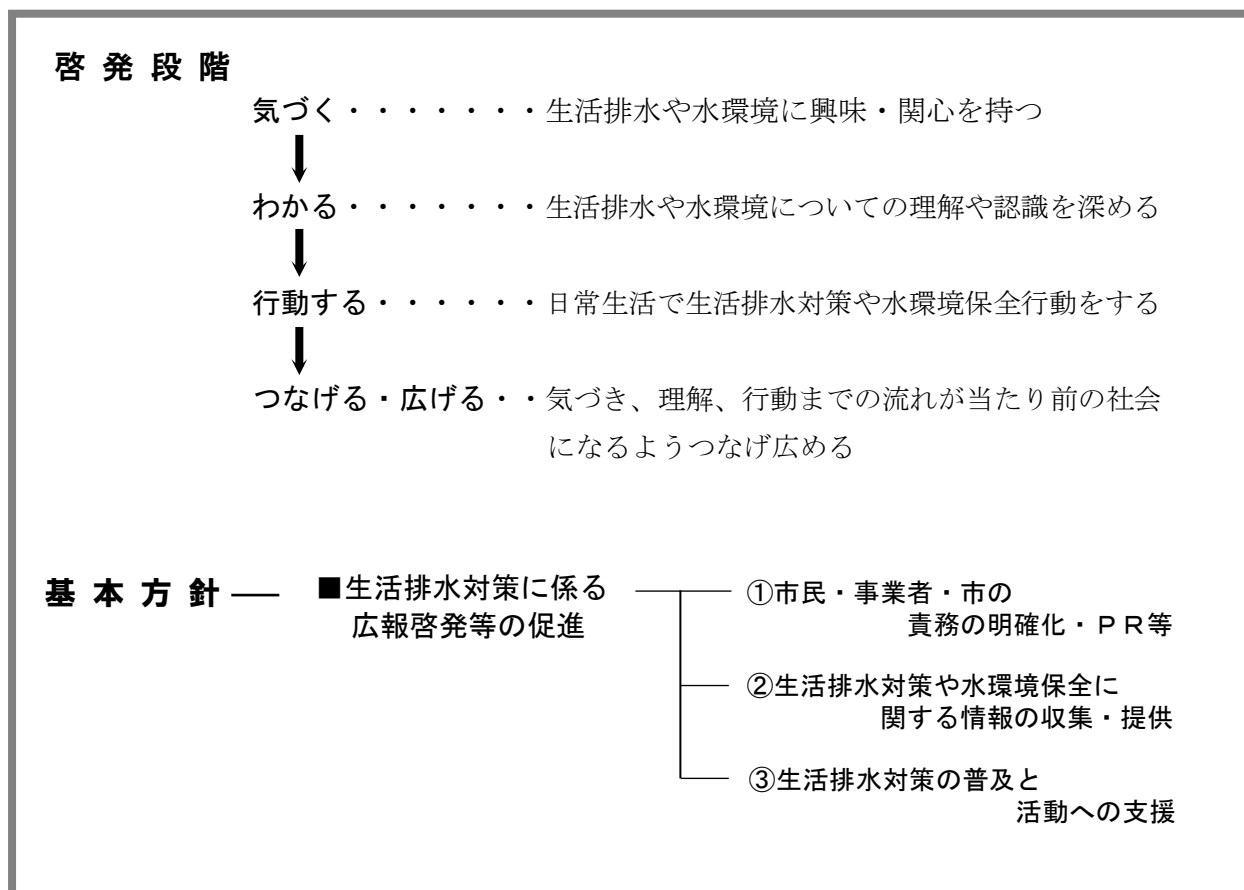 啓発段階
気づく・・・・・・・生活排水や水環境に興味・関心を持つ
わかる・・・・・・・生活排水や水環境についての理解や認識を深める
行動する・・・・・・日常生活で生活排水対策や水環境保全行動をする
つなげる・広げる・・気づき、理解、行動までの流れが当たり前の社会
になるようつなげ広める
基本方針
■生活排水対策に係る
広報啓発等の促進
①市民・事業者・市の
責務の明確化・ＰＲ等
②生活排水対策や水環境保全に
関する情報の収集・提供
③生活排水対策の普及と
活動への支援